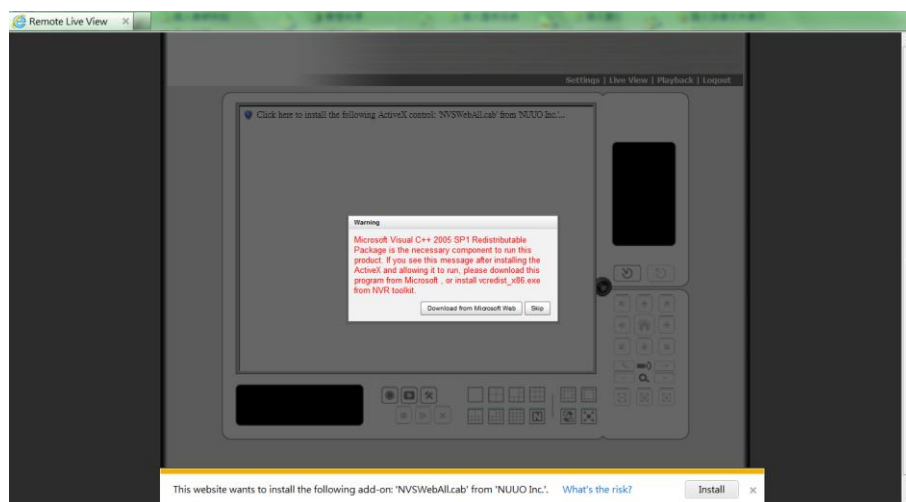 Remote Live View
Settings | Live View | Playback | Logout
Click here to install the following ActiveX control: 'NVSWebAll.cab' from 'NUUO Inc.'...
Warning
Microsoft Visual C++ 2005 SP1 Redistributable
Package is the necessary component to run this
product. If you see this message after installing the
ActiveX and allowing it to run, please download this
program from Microsoft , or install vcredist_x86.exe
from NVR toolkit.
Download from Microsoft Web
Skip
N
This website wants to install the following add-on: 'NVSWebAll.cab' from 'NUUO Inc.'. What's the risk? Install